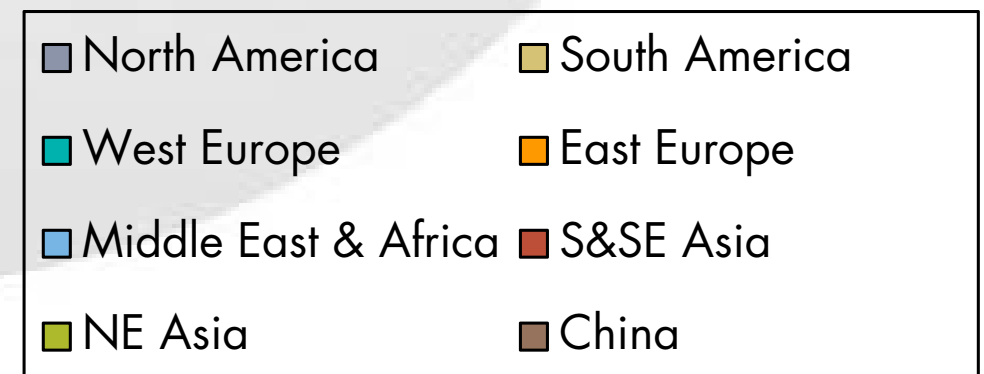 North America South America
West Europe East Europe
Middle East & Africa S&SE Asia
NE Asia China